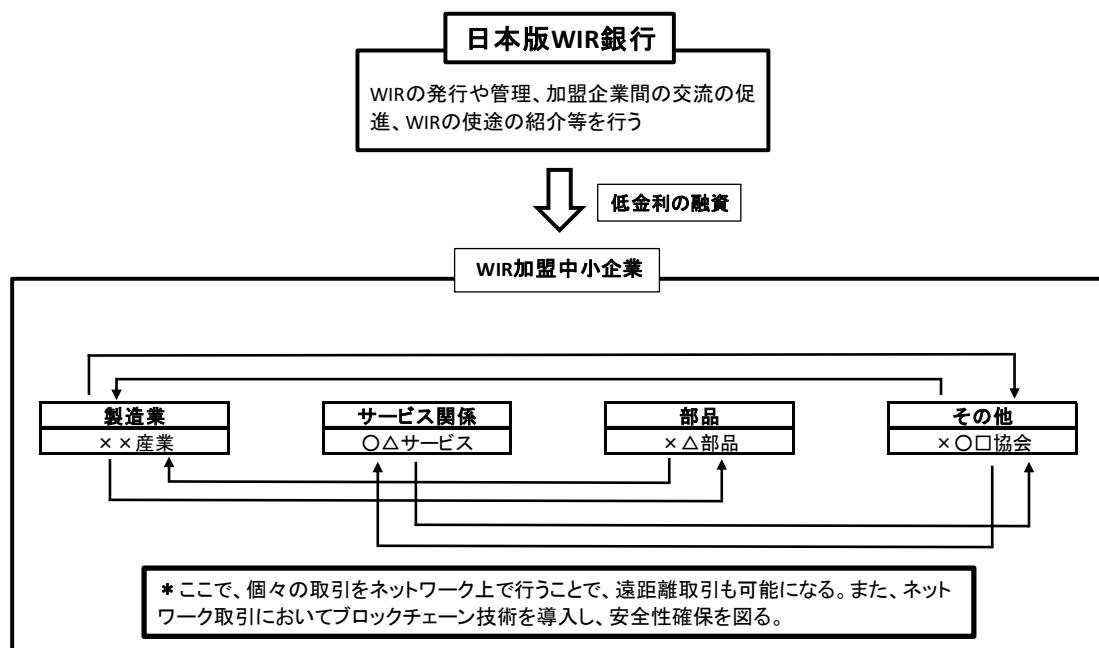 日本版WIR銀行
WIRの発行や管理、加盟企業間の交流の促
進、WIRの使途の紹介等を行う
低金利の融資
WIR加盟中小企業
製造業
××産業
サービス関係
○△サービス
部品
×△部品
その他
×○□協会
＊ここで、個々の取引をネットワーク上で行うことで、遠距離取引も可能になる。また、ネット
ワーク取引においてブロックチェーン技術を導入し、安全性確保を図る。